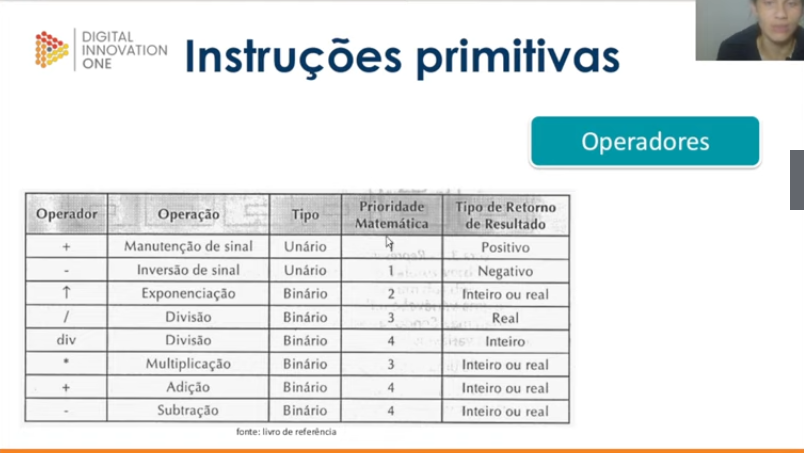 DIGITAL
INNOVATION
ONE
Instruções primitivas
Operadores
Operador Operação Tipo Prioridade Matemática Tipo de Retorno de Resultado
+ Manutenção de sinal Unário 1 Positivo
- Inversão de sinal Unário 1 Negativo
↑ Exponenciação Binário 2 Inteiro ou real
/ Divisão Binário 3 Real
div Divisão Binário 4 Inteiro
* Multiplicação Binário 3 Inteiro ou real
+ Adição Binário 4 Inteiro ou real
- Subtração Binário 4 Inteiro ou real
fonte: livro de referência